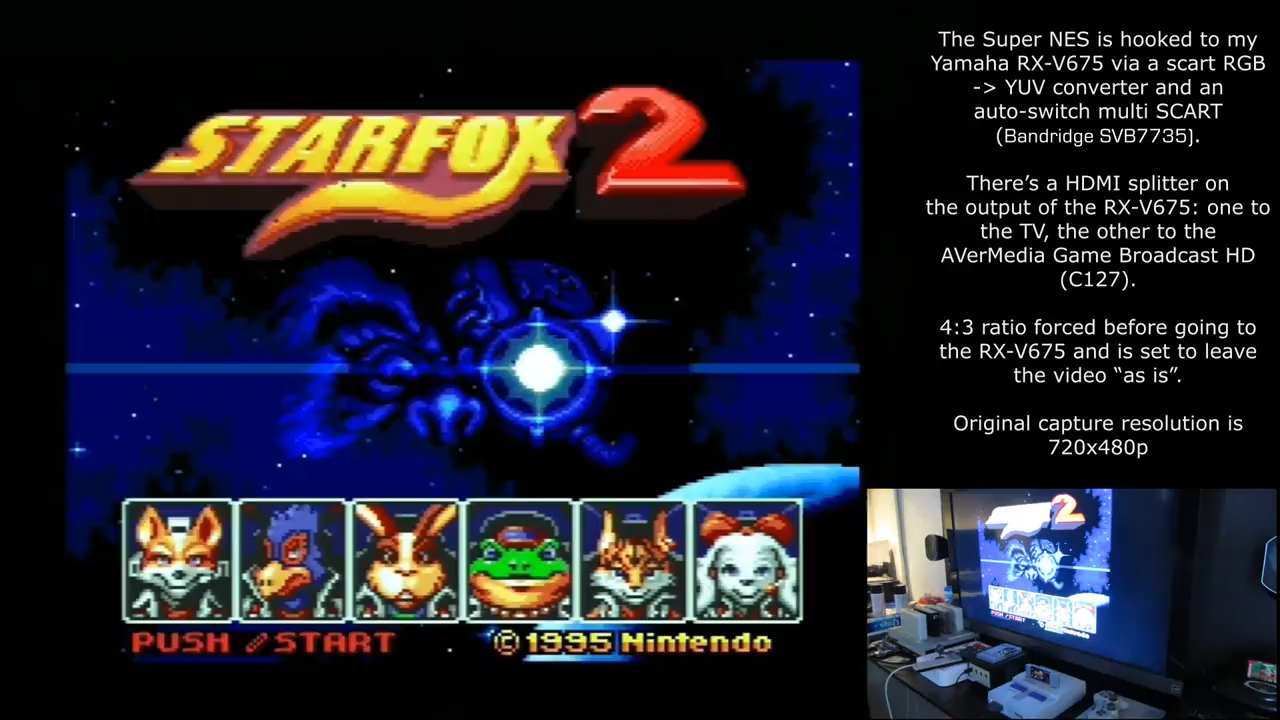 STARFOX 2
PUSH START
© 1995 Nintendo
The Super NES is hooked to my
Yamaha RX-V675 via a scart RGB
-> YUV converter and an
auto-switch multi SCART
(Bandridge SVB7735).
There’s a HDMI splitter on
the output of the RX-V675: one to
the TV, the other to the
AVerMedia Game Broadcast HD
(C127).
4:3 ratio forced before going to
the RX-V675 and is set to leave
the video “as is”.
Original capture resolution is
720x480p
2
PUSH START
Nintendo